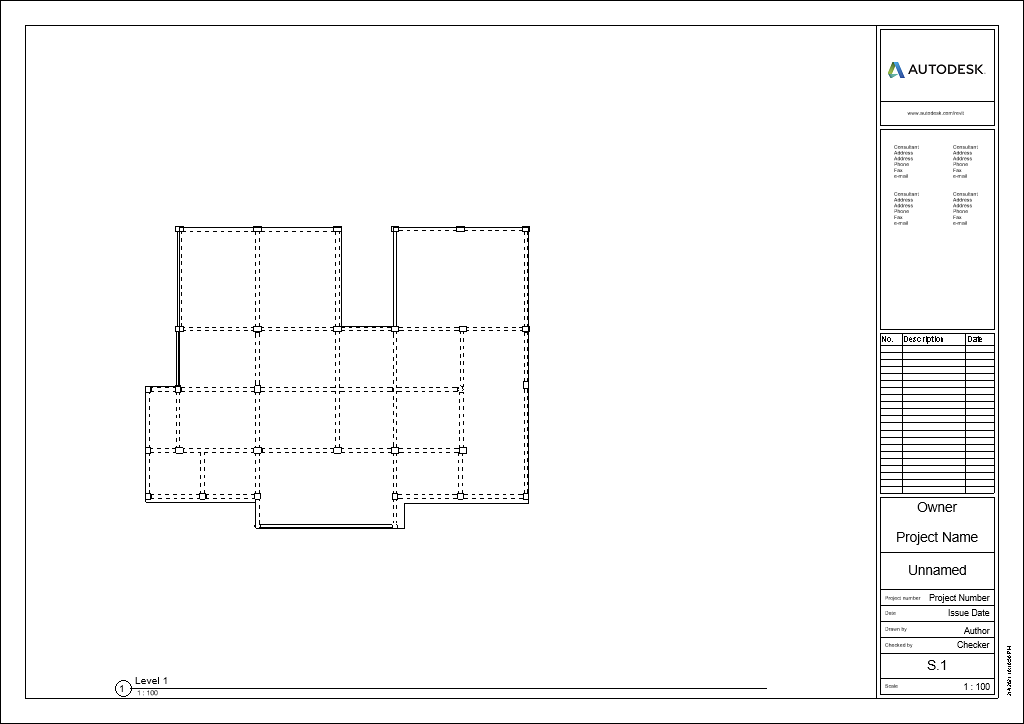 AUTODESK.
www.autodesk.com/revit
Consultant Consultant
Address Address
Address Address
Phone Phone
Fax Fax
e-mail e-mail
Consultant Consultant
Address Address
Address Address
Phone Phone
Fax Fax
e-mail e-mail
No. Description Date
Owner
Project Name
Unnamed
Project number Project Number
Date Issue Date
Drawn by Author
Checked by Checker
S.1
Scale 1 : 100
1 Level 1
1 : 100